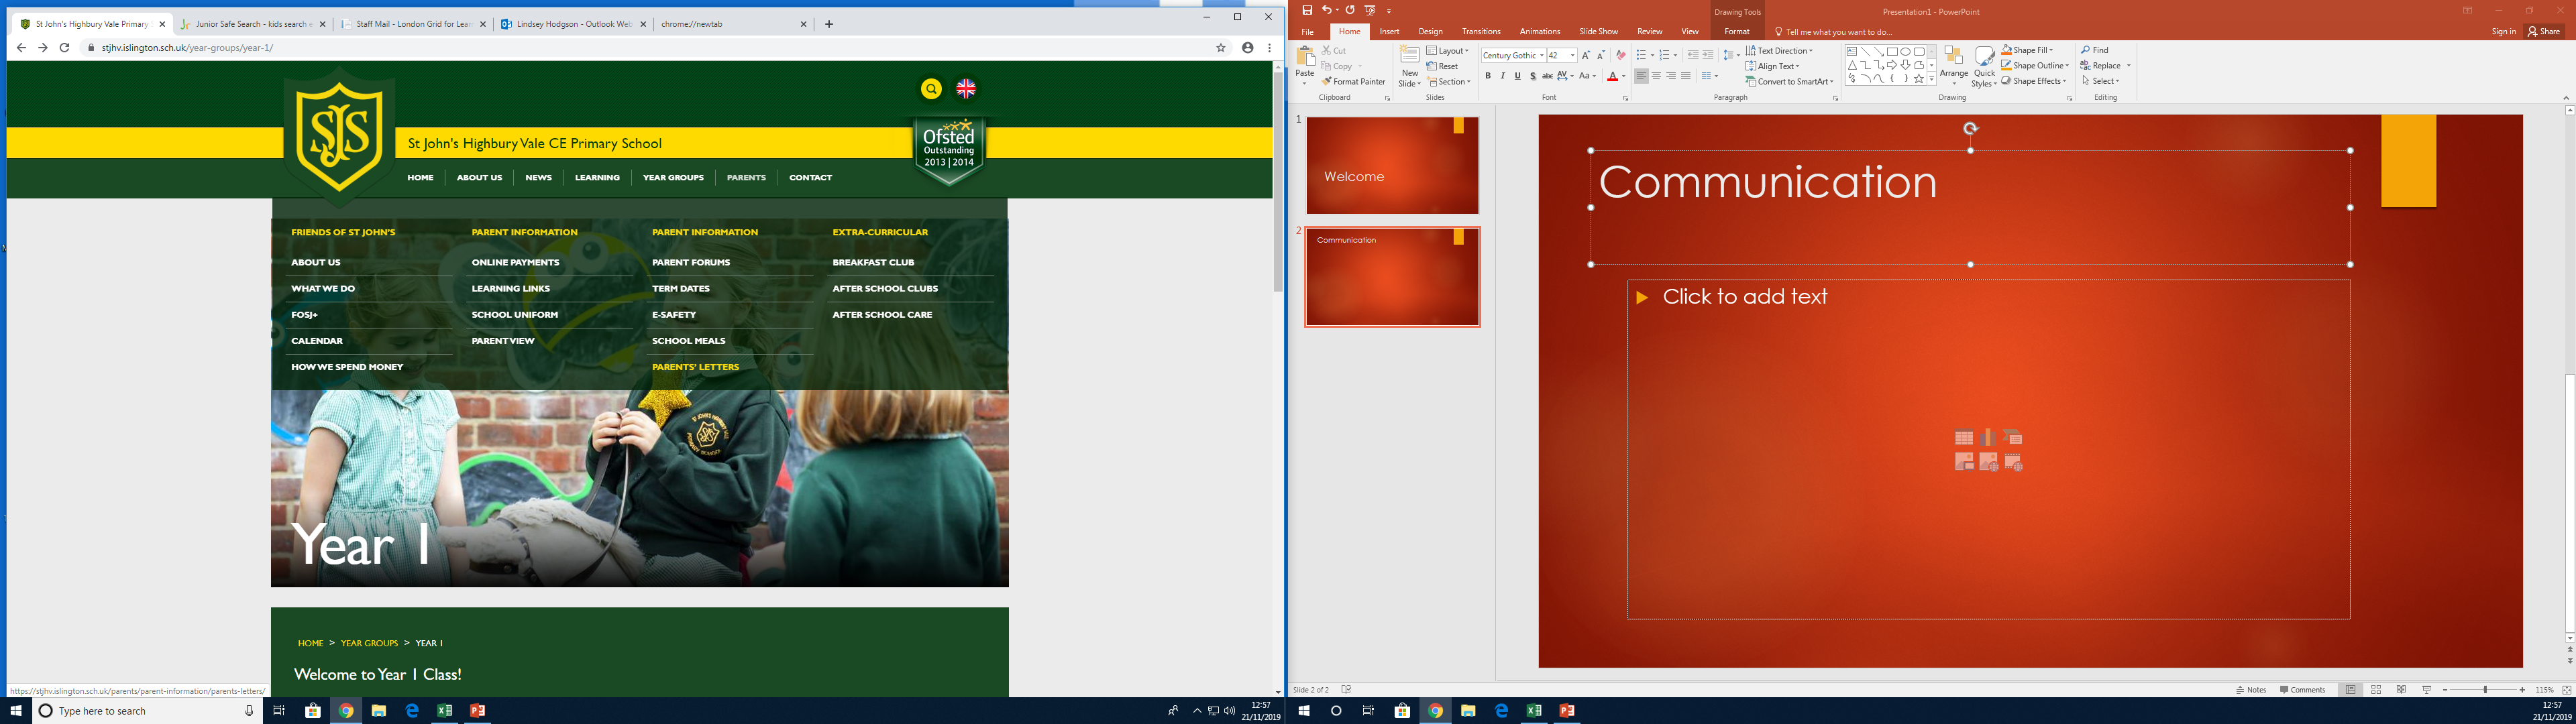 St John's Highbury Vale Primary
Junior Safe Search - kids search e
Staff Mail - London Grid for Lear
Lindsey Hodgson - Outlook Web
chrome://newtab
stjhv.islington.sch.uk/year-groups/year-1/
SJS
St John's Highbury Vale CE Primary School
Ofsted
Outstanding
2013 | 2014
HOME
ABOUT US
NEWS
LEARNING
YEAR GROUPS
PARENTS
CONTACT
FRIENDS OF ST JOHN'S
ABOUT US
WHAT WE DO
FOSJ+
CALENDAR
HOW WE SPEND MONEY
PARENT INFORMATION
ONLINE PAYMENTS
LEARNING LINKS
SCHOOL UNIFORM
PARENT VIEW
PARENT INFORMATION
PARENT FORUMS
TERM DATES
E-SAFETY
SCHOOL MEALS
PARENTS' LETTERS
EXTRA-CURRICULAR
BREAKFAST CLUB
AFTER SCHOOL CLUBS
AFTER SCHOOL CARE
Year 1
HOME > YEAR GROUPS > YEAR 1
Welcome to Year 1 Class!
https://stjhv.islington.sch.uk/parents/parent-information/parents-letters/
Type here to search
12:57
21/11/2019
Drawing Tools
Presentation1 - PowerPoint
File
Home
Insert
Design
Transitions
Animations
Slide Show
Review
View
Format
Tell me what you want to do...
Sign in
Share
Paste
Cut
Copy
Format Painter
Clipboard
New
Slide
Layout
Reset
Section
Slides
Century Gothic
42
B I U S abc AV Aa A
Font
Text Direction
Align Text
Convert to SmartArt
Paragraph
Arrange
Quick
Styles
Shape Fill
Shape Outline
Shape Effects
Drawing
Find
Replace
Select
Editing
1
Welcome
2
Communication
Communication
Click to add text
Slide 2 of 2
Notes
Comments
115%
12:57
21/11/2019